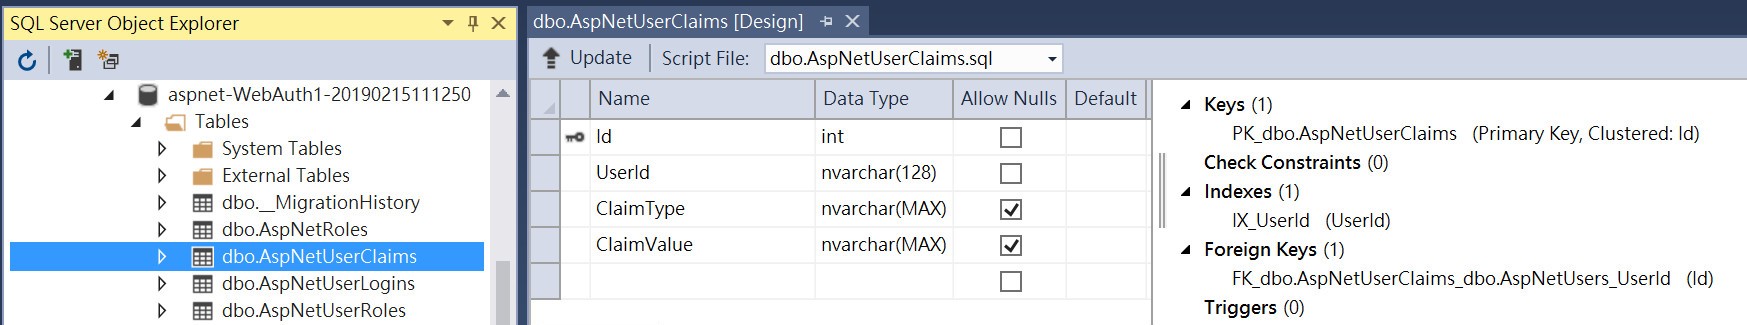 SQL Server Object Explorer
aspnet-WebAuth1-20190215111250
Tables
System Tables
External Tables
dbo.__MigrationHistory
dbo.AspNetRoles
dbo.AspNetUserClaims
dbo.AspNetUserLogins
dbo.AspNetUserRoles
dbo.AspNetUserClaims [Design]
Update Script File: dbo.AspNetUserClaims.sql
Name Data Type Allow Nulls Default
Id int
UserId nvarchar(128)
ClaimType nvarchar(MAX)
ClaimValue nvarchar(MAX)
Keys (1)
PK_dbo.AspNetUserClaims (Primary Key, Clustered: Id)
Check Constraints (0)
Indexes (1)
IX_UserId (UserId)
Foreign Keys (1)
FK_dbo.AspNetUserClaims_dbo.AspNetUsers_UserId (Id)
Triggers (0)